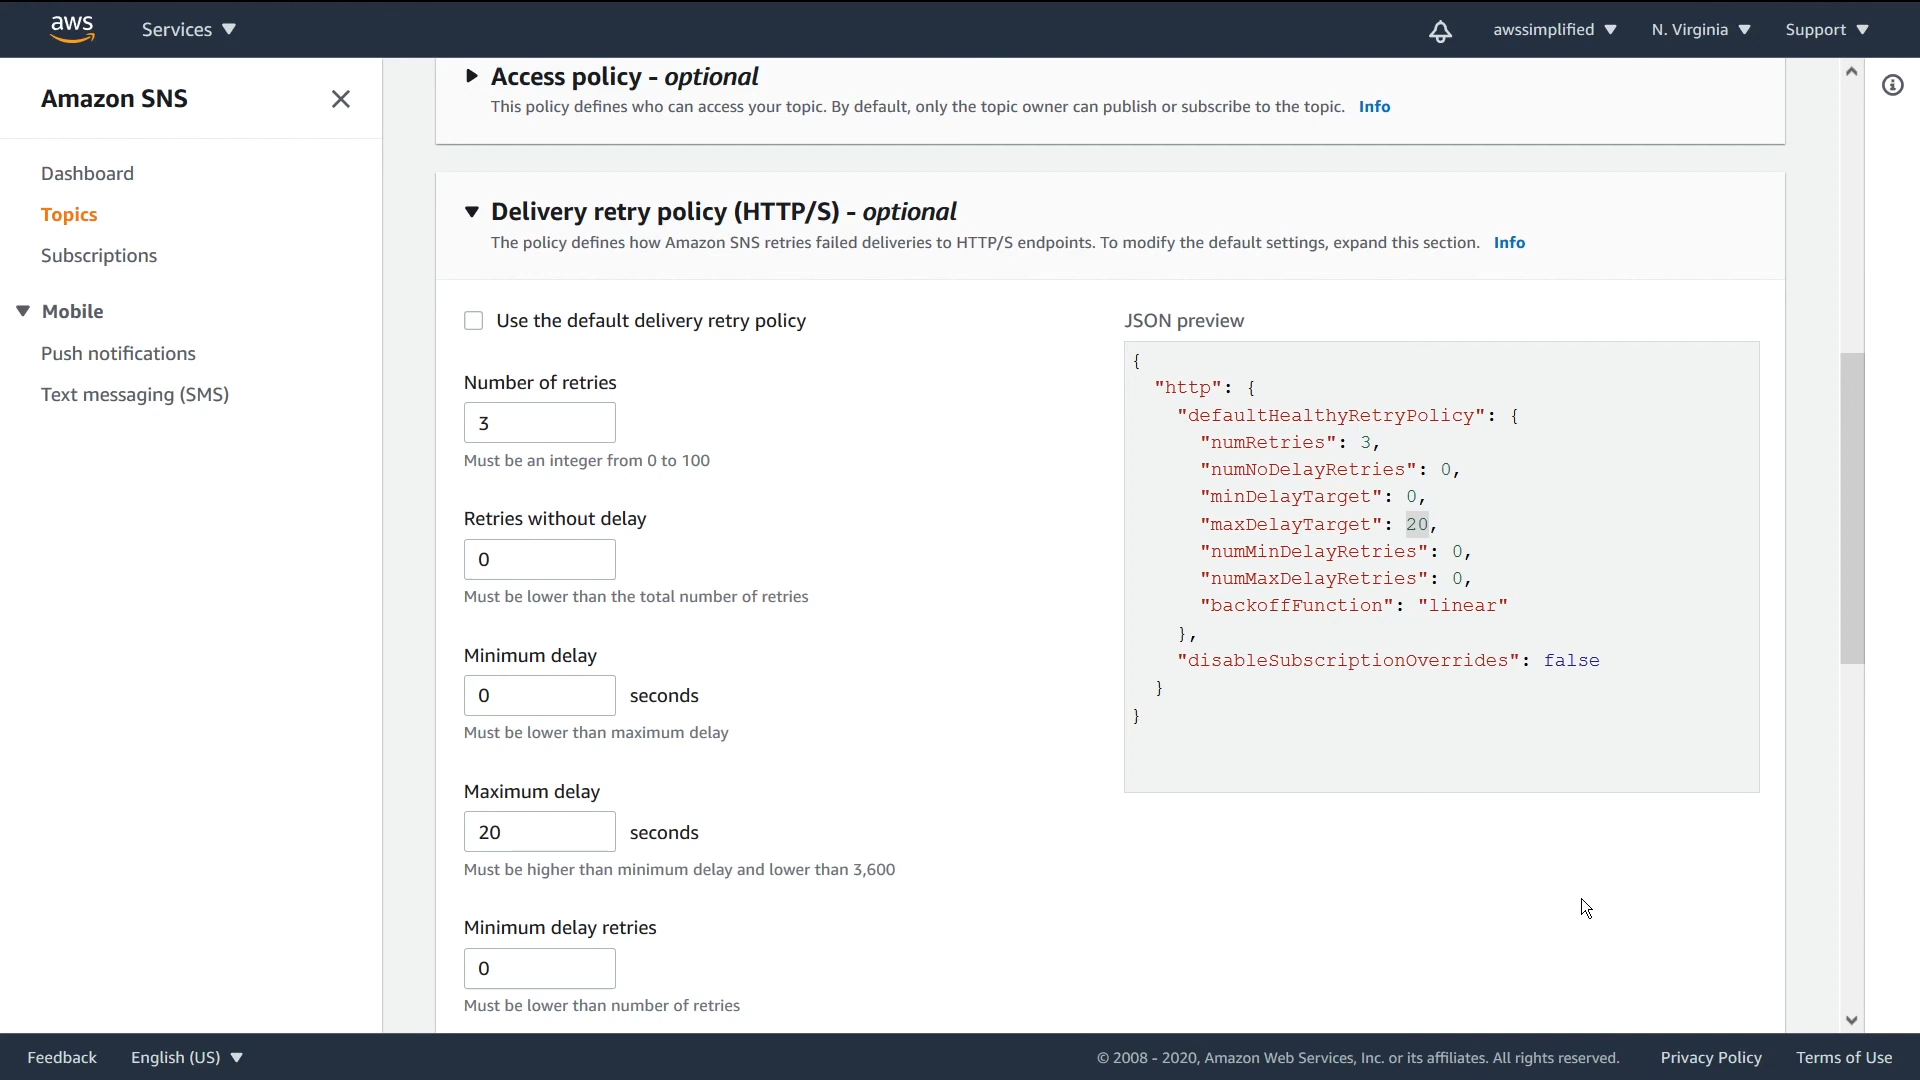 aws
Services
awssimplified
N. Virginia
Support
Amazon SNS
Dashboard
Topics
Subscriptions
Mobile
Push notifications
Text messaging (SMS)
Access policy - optional
This policy defines who can access your topic. By default, only the topic owner can publish or subscribe to the topic. Info
Delivery retry policy (HTTP/S) - optional
The policy defines how Amazon SNS retries failed deliveries to HTTP/S endpoints. To modify the default settings, expand this section. Info
Use the default delivery retry policy
Number of retries
3
Must be an integer from 0 to 100
Retries without delay
0
Must be lower than the total number of retries
Minimum delay
0 seconds
Must be lower than maximum delay
Maximum delay
20 seconds
Must be higher than minimum delay and lower than 3,600
Minimum delay retries
0
Must be lower than number of retries
JSON preview
{
"http": {
"defaultHealthyRetryPolicy": {
"numRetries": 3,
"numNoDelayRetries": 0,
"minDelayTarget": 0,
"maxDelayTarget": 20,
"numMinDelayRetries": 0,
"numMaxDelayRetries": 0,
"backoffFunction": "linear"
},
"disableSubscriptionOverrides": false
}
}
Feedback
English (US)
© 2008 - 2020, Amazon Web Services, Inc. or its affiliates. All rights reserved.
Privacy Policy
Terms of Use